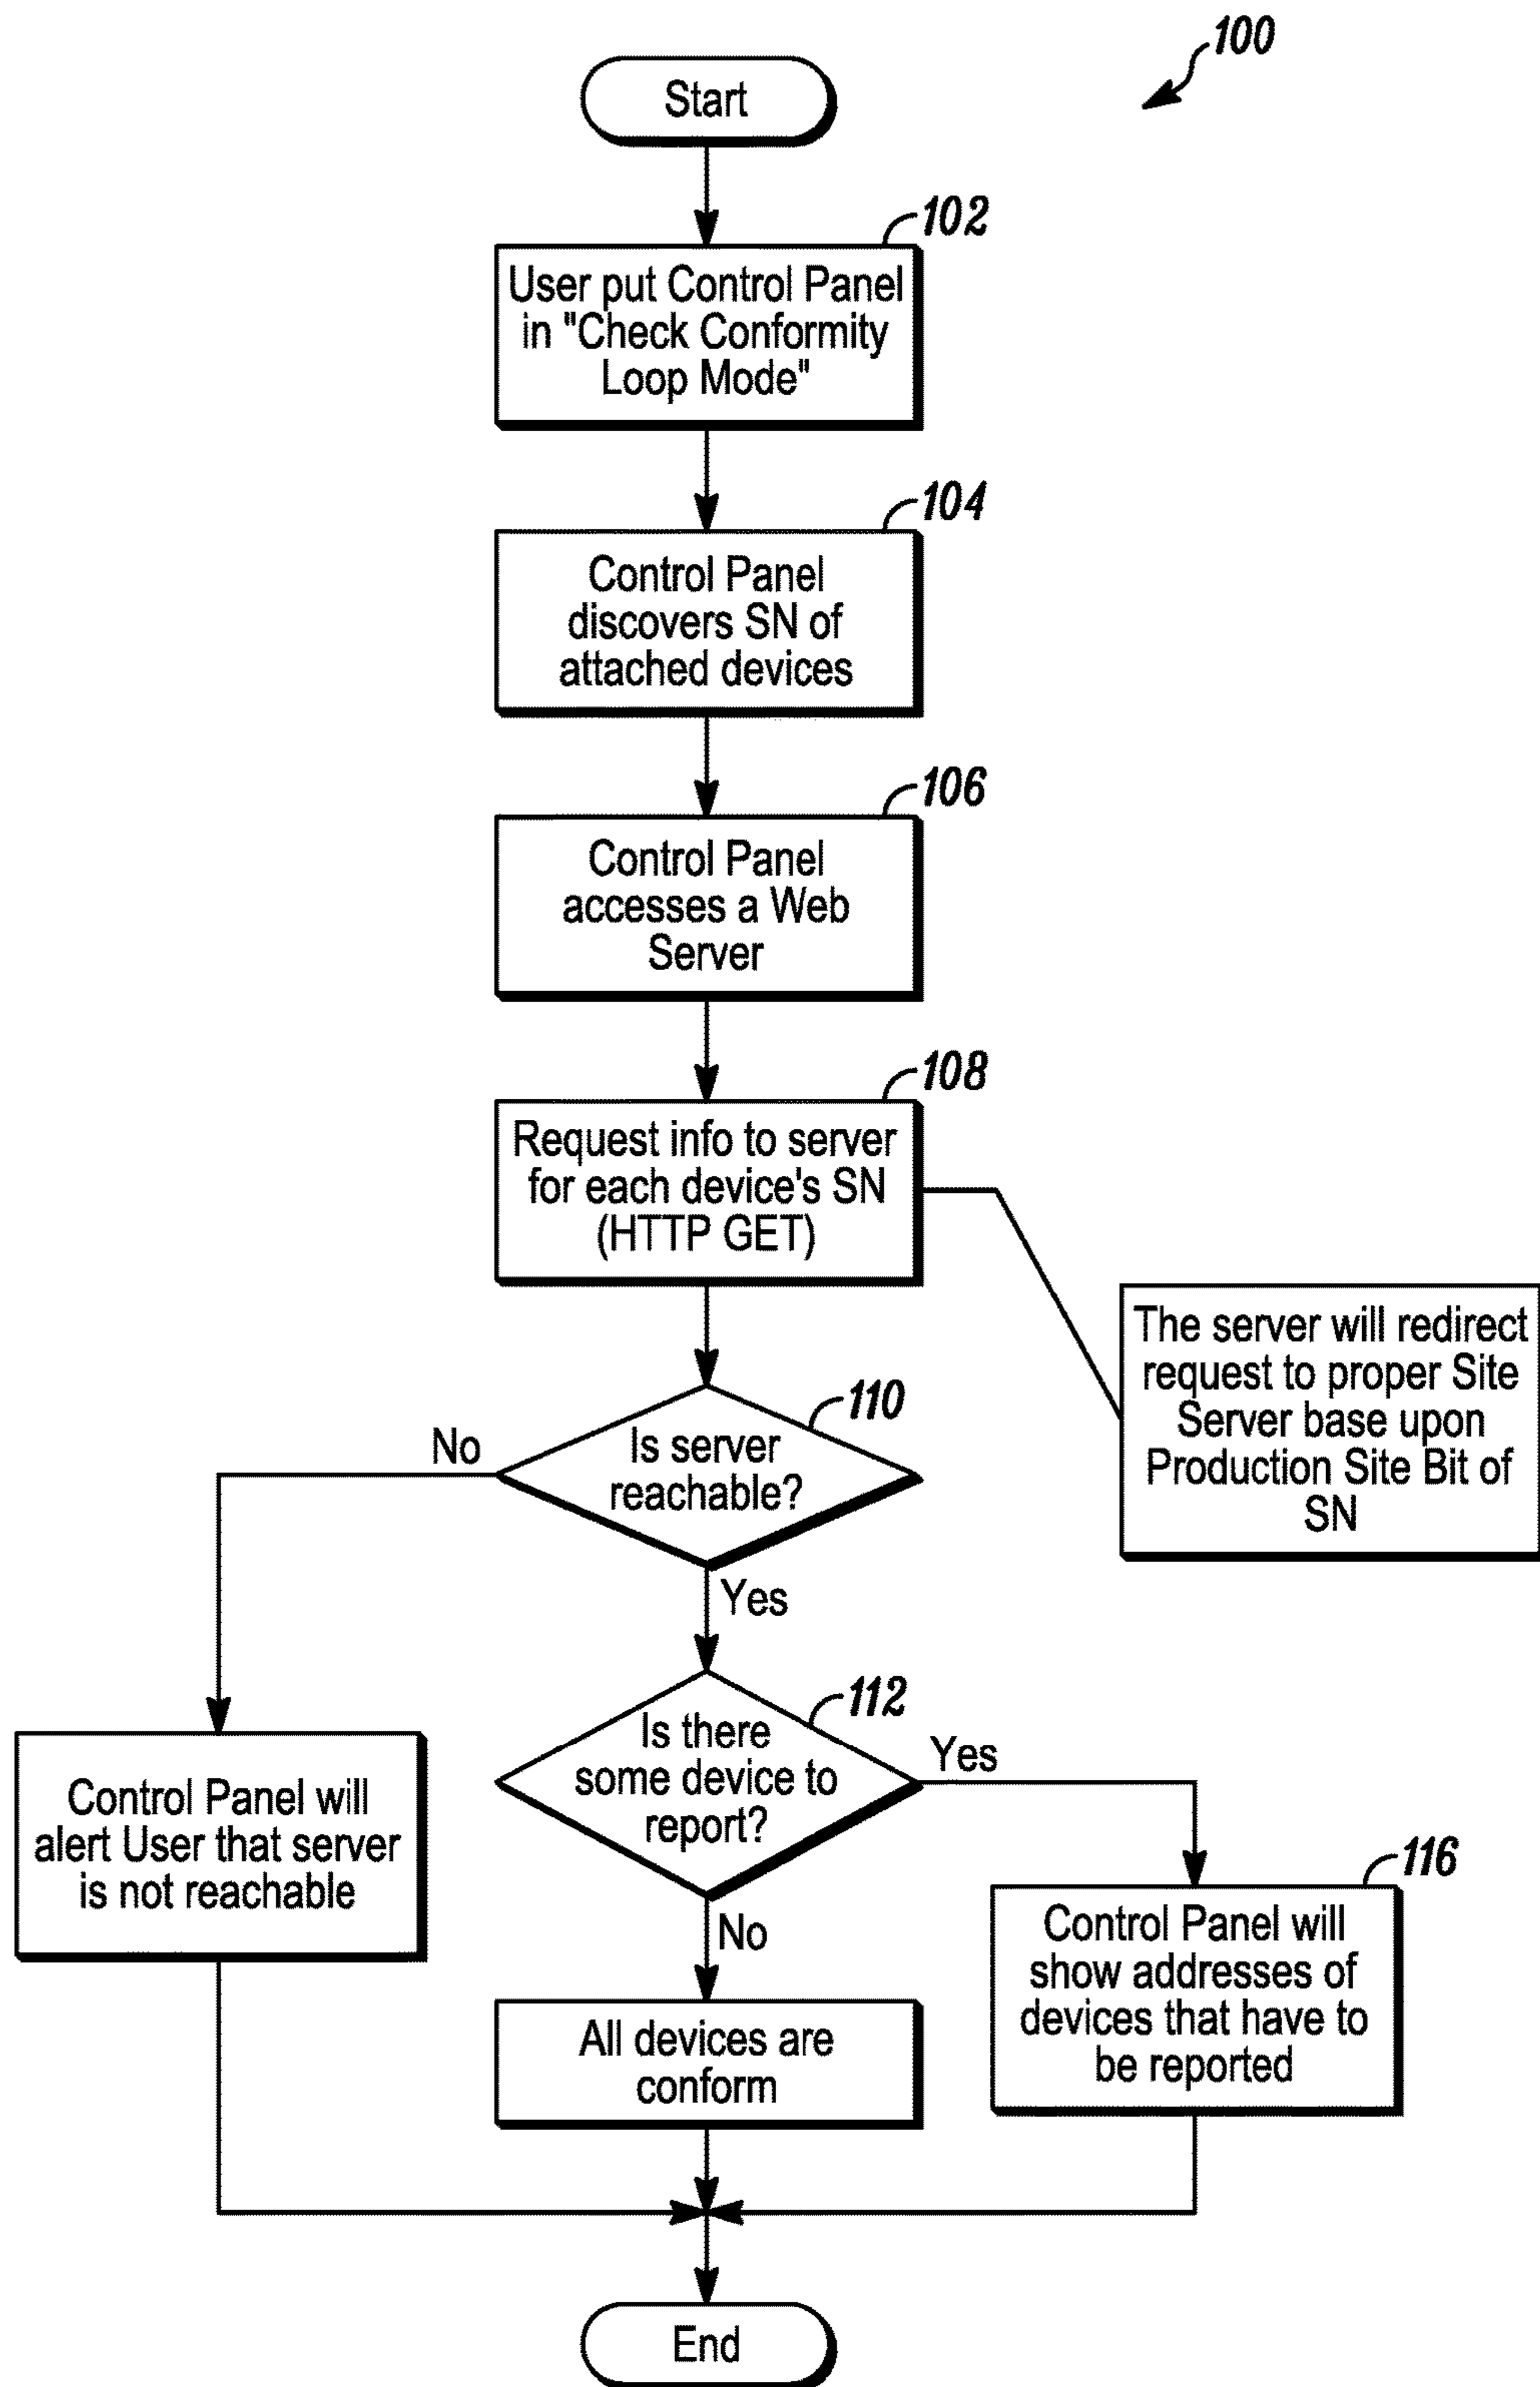 100
Start
102
User put Control Panel
in "Check Conformity
Loop Mode"
104
Control Panel
discovers SN of
attached devices
106
Control Panel
accesses a Web
Server
108
Request info to server
for each device's SN
(HTTP GET)
The server will redirect
request to proper Site
Server base upon
Production Site Bit of
SN
110
Is server
reachable?
No
Yes
112
Is there
some device to
report?
Yes
No
Control Panel will
alert User that server
is not reachable
116
Control Panel will
show addresses of
devices that have to
be reported
All devices are
conform
End